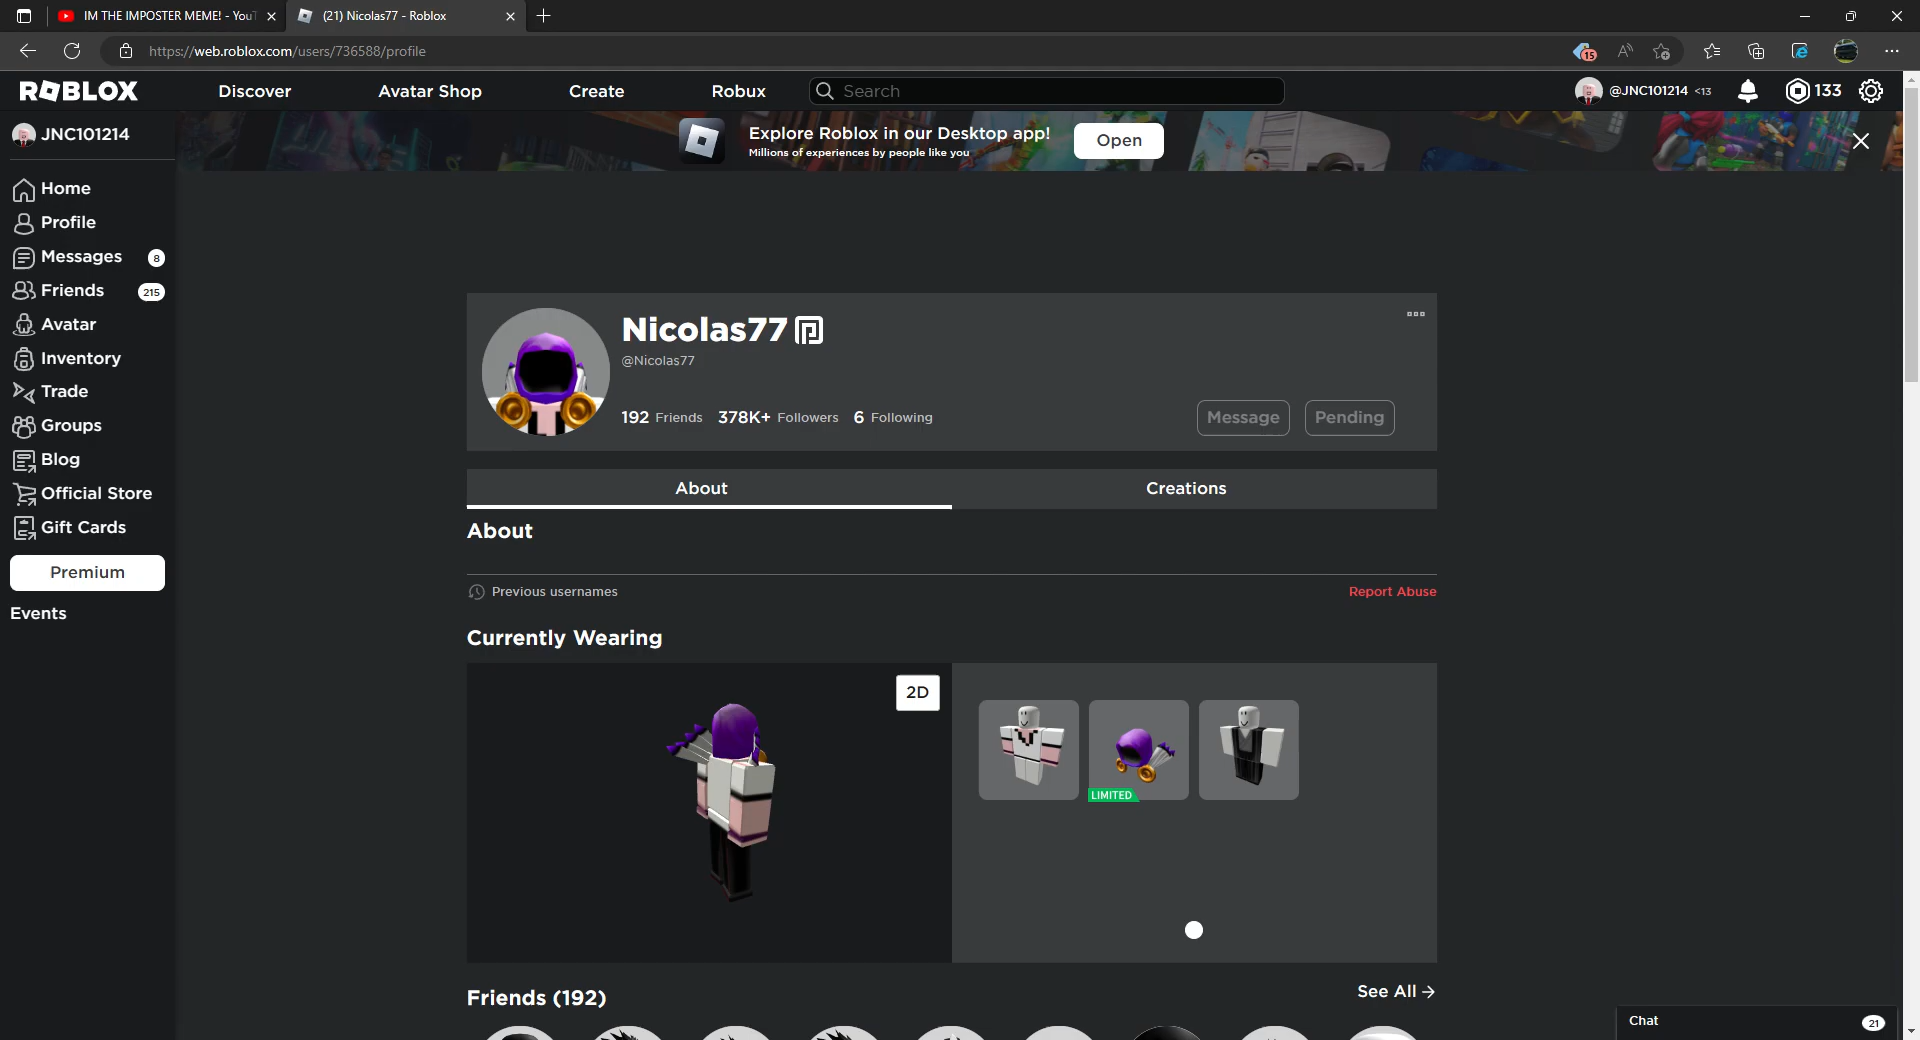 IM THE IMPOSTER MEME! - YouT
(21) Nicolas77 - Roblox
https://web.roblox.com/users/736588/profile
15
ROBLOX
Discover
Avatar Shop
Create
Robux
Search
@JNC101214 <13
133
JNC101214
Explore Roblox in our Desktop app!
Millions of experiences by people like you
Open
Home
Profile
Messages 8
Friends 215
Avatar
Inventory
Trade
Groups
Blog
Official Store
Gift Cards
Premium
Events
Nicolas77
@Nicolas77
192 Friends 378K+ Followers 6 Following
Message
Pending
About
Creations
About
Previous usernames
Report Abuse
Currently Wearing
2D
LIMITED
Friends (192)
See All
Chat
21